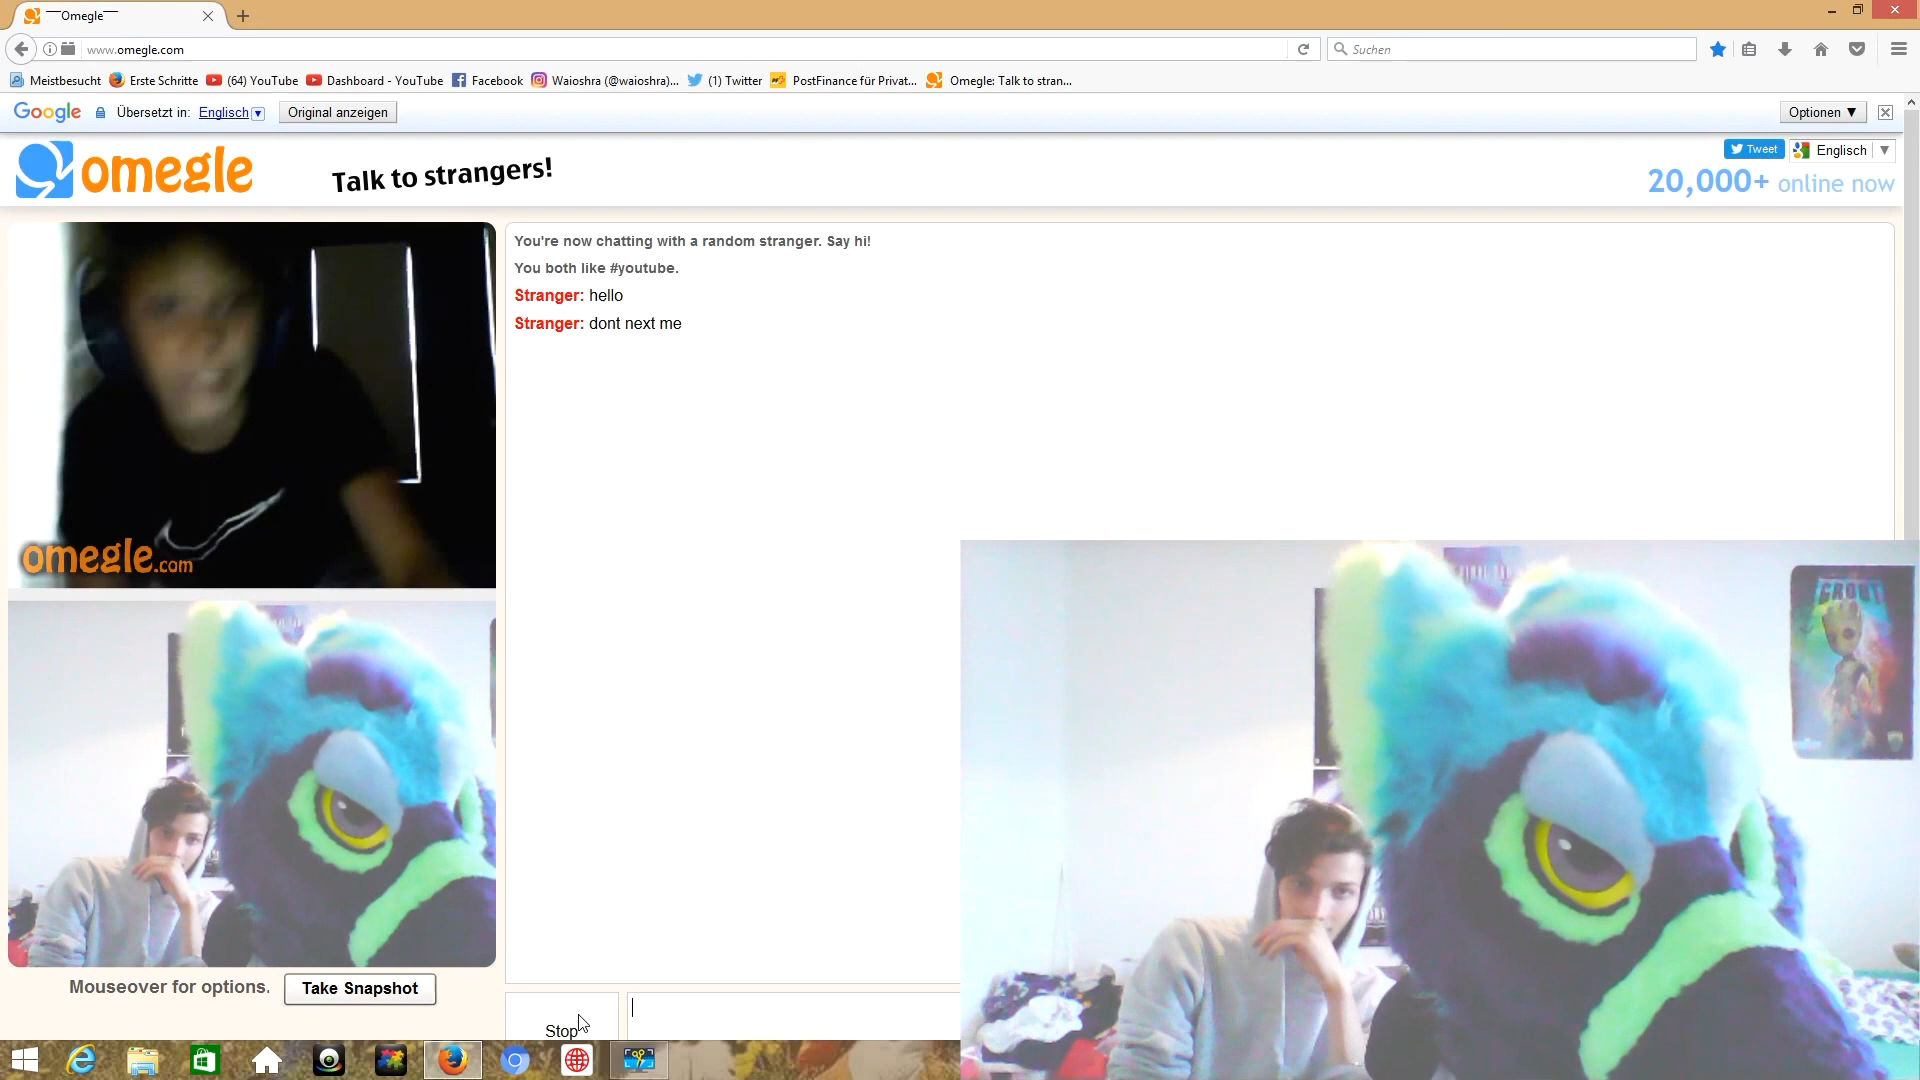 Omegle
www.omegle.com
Suchen
Meistbesucht
Erste Schritte
(64) YouTube
Dashboard - YouTube
Facebook
Waioshra (@waioshra)...
(1) Twitter
PostFinance für Privat...
Omegle: Talk to stran...
Google
Übersetzt in:
Englisch
Original anzeigen
Optionen ▼
omegle
Talk to strangers!
Tweet
Englisch
20,000+ online now
You're now chatting with a random stranger. Say hi!
You both like #youtube.
Stranger: hello
Stranger: dont next me
omegle.com
GROOT
Mouseover for options.
Take Snapshot
Stop